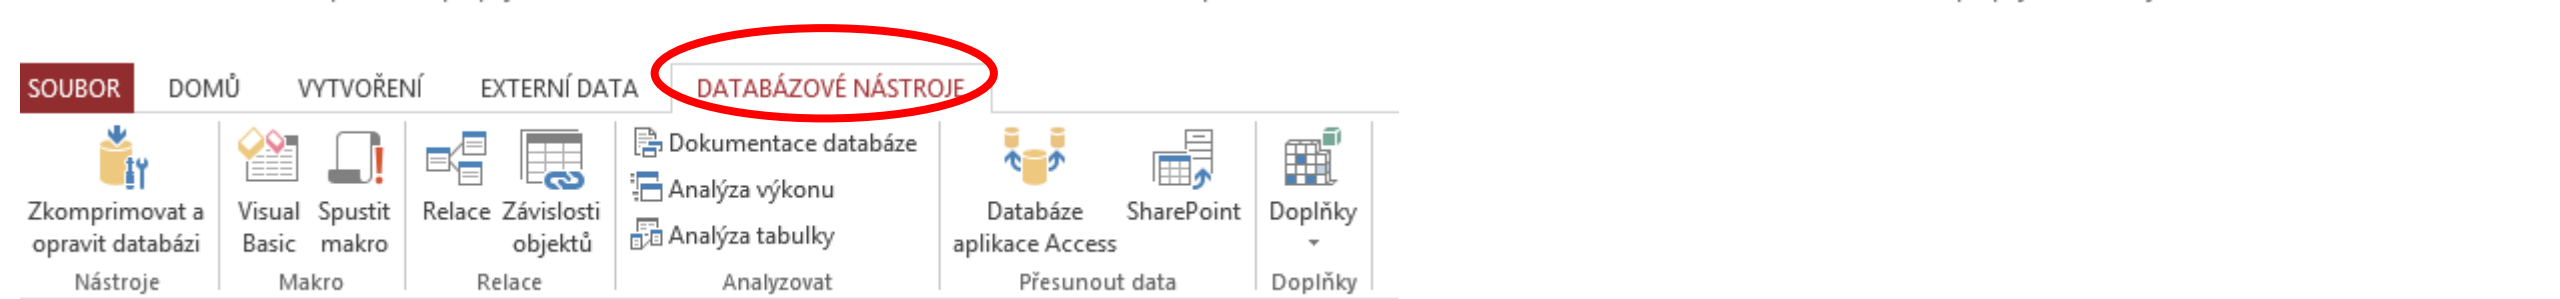 SOUBOR DOMŮ VYTVOŘENÍ EXTERNÍ DATA DATABÁZOVÉ NÁSTROJE
Zkomprimovat a
opravit databázi
Nástroje
Visual
Basic
Spustit
makro
Makro
Relace
Závislosti
objektů
Relace
Dokumentace databáze
Analýza výkonu
Analýza tabulky
Analyzovat
Databáze
aplikace Access
SharePoint
Přesunout data
Doplňky
Doplňky